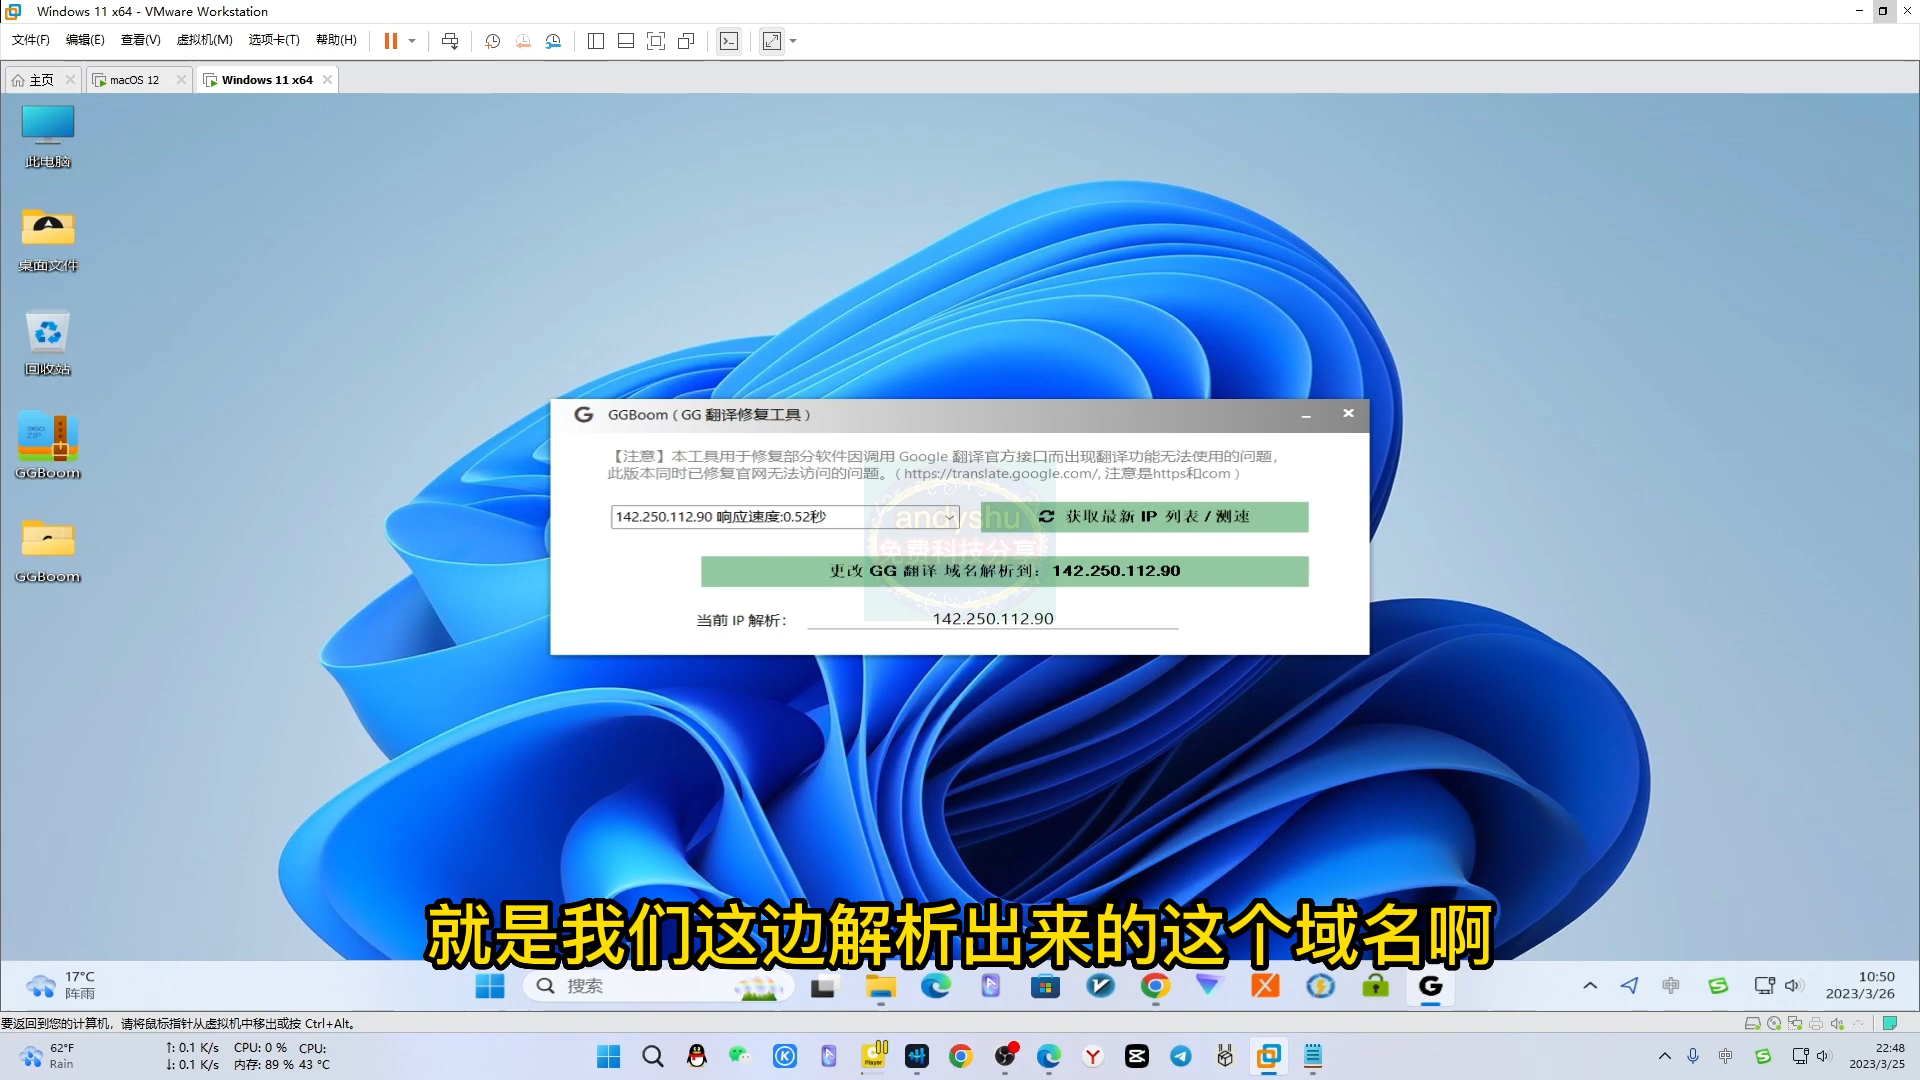 Windows 11 x64 - VMware Workstation
文件(F) 编辑(E) 查看(V) 虚拟机(M) 选项卡(T) 帮助(H)
主页 macOS 12 Windows 11 x64
此电脑
桌面文件
回收站
GGBoom
GGBoom
GGBoom ( GG 翻译修复工具 )
【注意】本工具用于修复部分软件因调用 Google 翻译官方接口而出现翻译功能无法使用的问题,
此版本同时已修复官网无法访问的问题。( https://translate.google.com/, 注意是https和com )
142.250.112.90 响应速度:0.52秒
获取最新 IP 列表 / 测速
andyshu
免费科技分享
更改 GG 翻译 域名解析到: 142.250.112.90
当前 IP 解析: 142.250.112.90
就是我们这边解析出来的这个域名啊
17°C
阵雨
搜索
中
10:50
2023/3/26
要返回到您的计算机，请将鼠标指针从虚拟机中移出或按 Ctrl+Alt。
62°F
Rain
↑: 0.1 K/s CPU: 0 % CPU:
↓: 0.1 K/s 内存: 89 % 43 °C
Player
中
22:48
2023/3/25